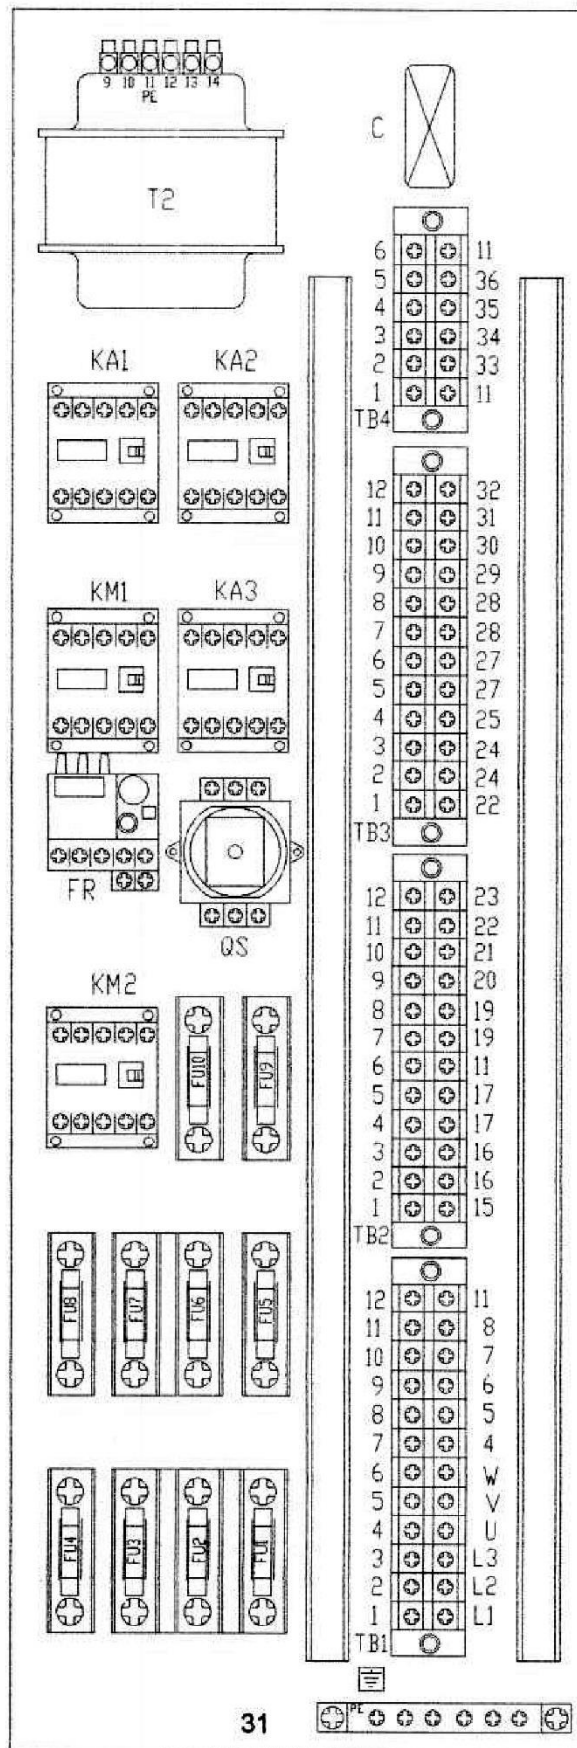 9 10 11 12 13 14
PE
T2
C
6 11
5 36
4 35
3 34
2 33
1 11
TB4
KA1 KA2
12 32
11 31
10 30
9 29
8 28
7 28
6 27
5 27
4 25
3 24
2 24
1 22
TB3
KM1 KA3
FR
QS
12 23
11 22
10 21
9 20
8 19
7 19
6 11
5 17
4 17
3 16
2 16
1 15
TB2
KM2
FU10 FU9
FU8 FU7 FU6 FU5
12 11
11 8
10 7
9 6
8 5
7 4
6 W
5 V
4 U
3 L3
2 L2
1 L1
TB1
FU4 FU3 FU2 FU1
PE
31